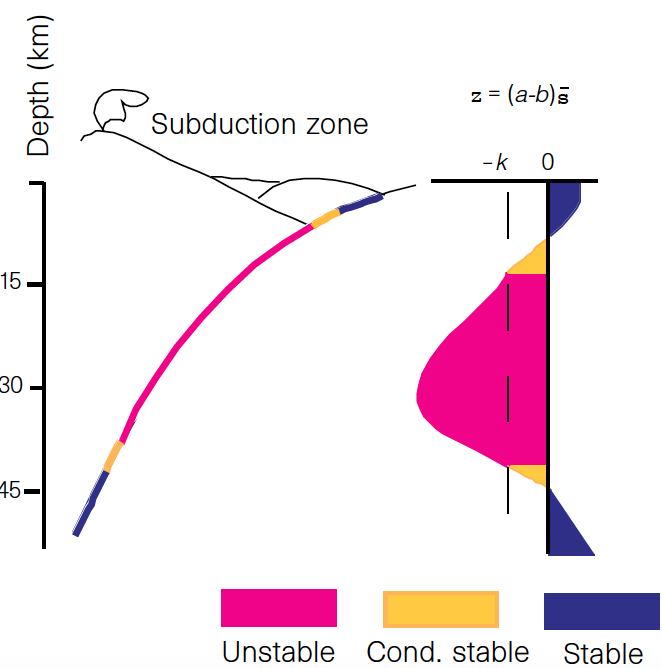 Depth (km)
Subduction zone
z = (a-b)s̄
-k 0
15
30
45
Unstable Cond. stable Stable